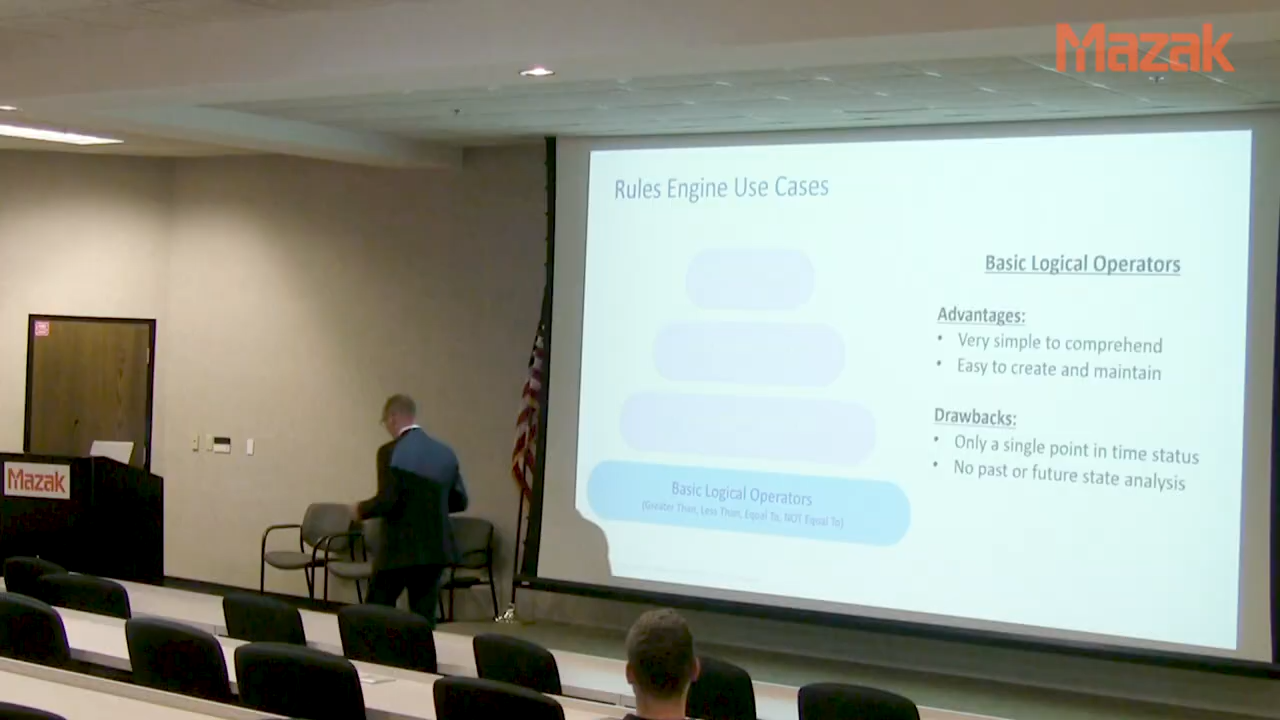 Mazak
Rules Engine Use Cases
Basic Logical Operators
(Greater Than, Less Than, Equal To, NOT Equal To)
Basic Logical Operators
Advantages:
• Very simple to comprehend
• Easy to create and maintain
Drawbacks:
• Only a single point in time status
• No past or future state analysis
Mazak